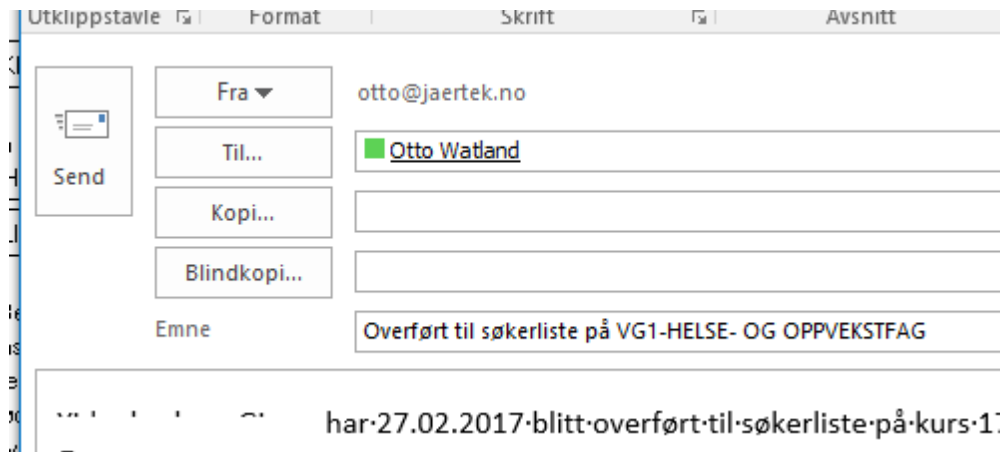 Utklippstavle Format Skrift Avsnitt
Fra
otto@jaertek.no
Til...
Otto Watland
Send
Kopi...
Blindkopi...
Emne
Overført til søkerliste på VG1-HELSE- OG OPPVEKSTFAG
har·27.02.2017·blitt·overført·til·søkerliste·på·kurs·17